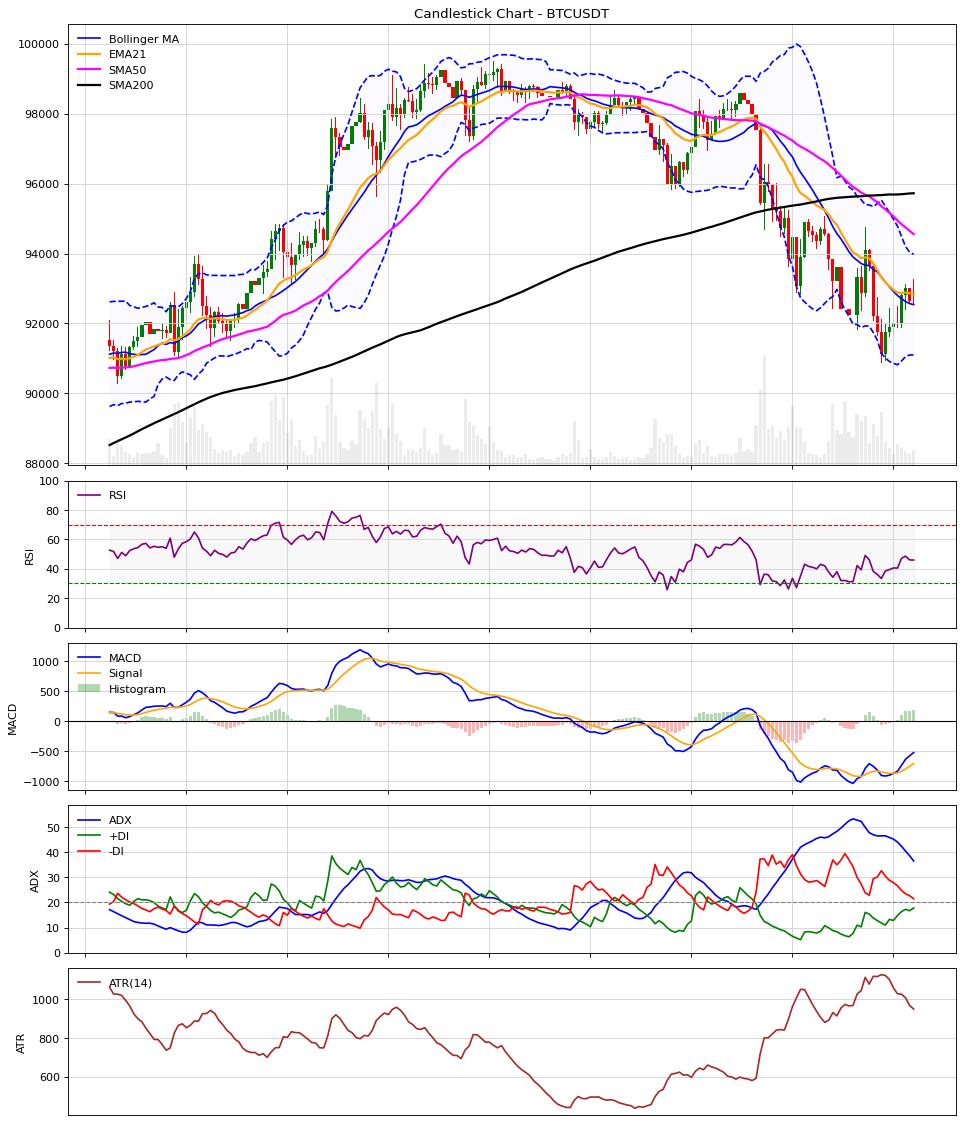 Candlestick Chart - BTCUSDT
Bollinger MA
EMA21
SMA50
SMA200
100000
98000
96000
94000
92000
90000
88000
RSI
RSI
100
80
60
40
20
0
MACD
Signal
Histogram
MACD
1000
500
0
−500
−1000
ADX
+DI
-DI
ADX
50
40
30
20
10
0
ATR(14)
ATR
1000
800
600